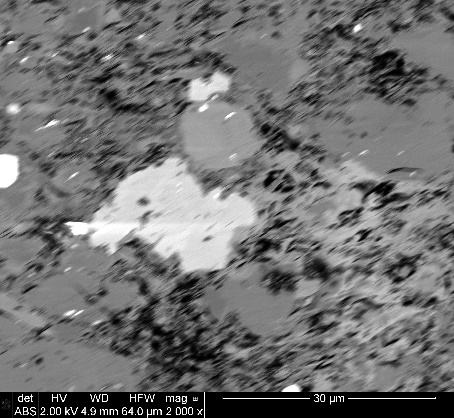 det HV WD HFW mag 30 µm
ABS 2.00 kV 4.9 mm 64.0 µm 2 000 x